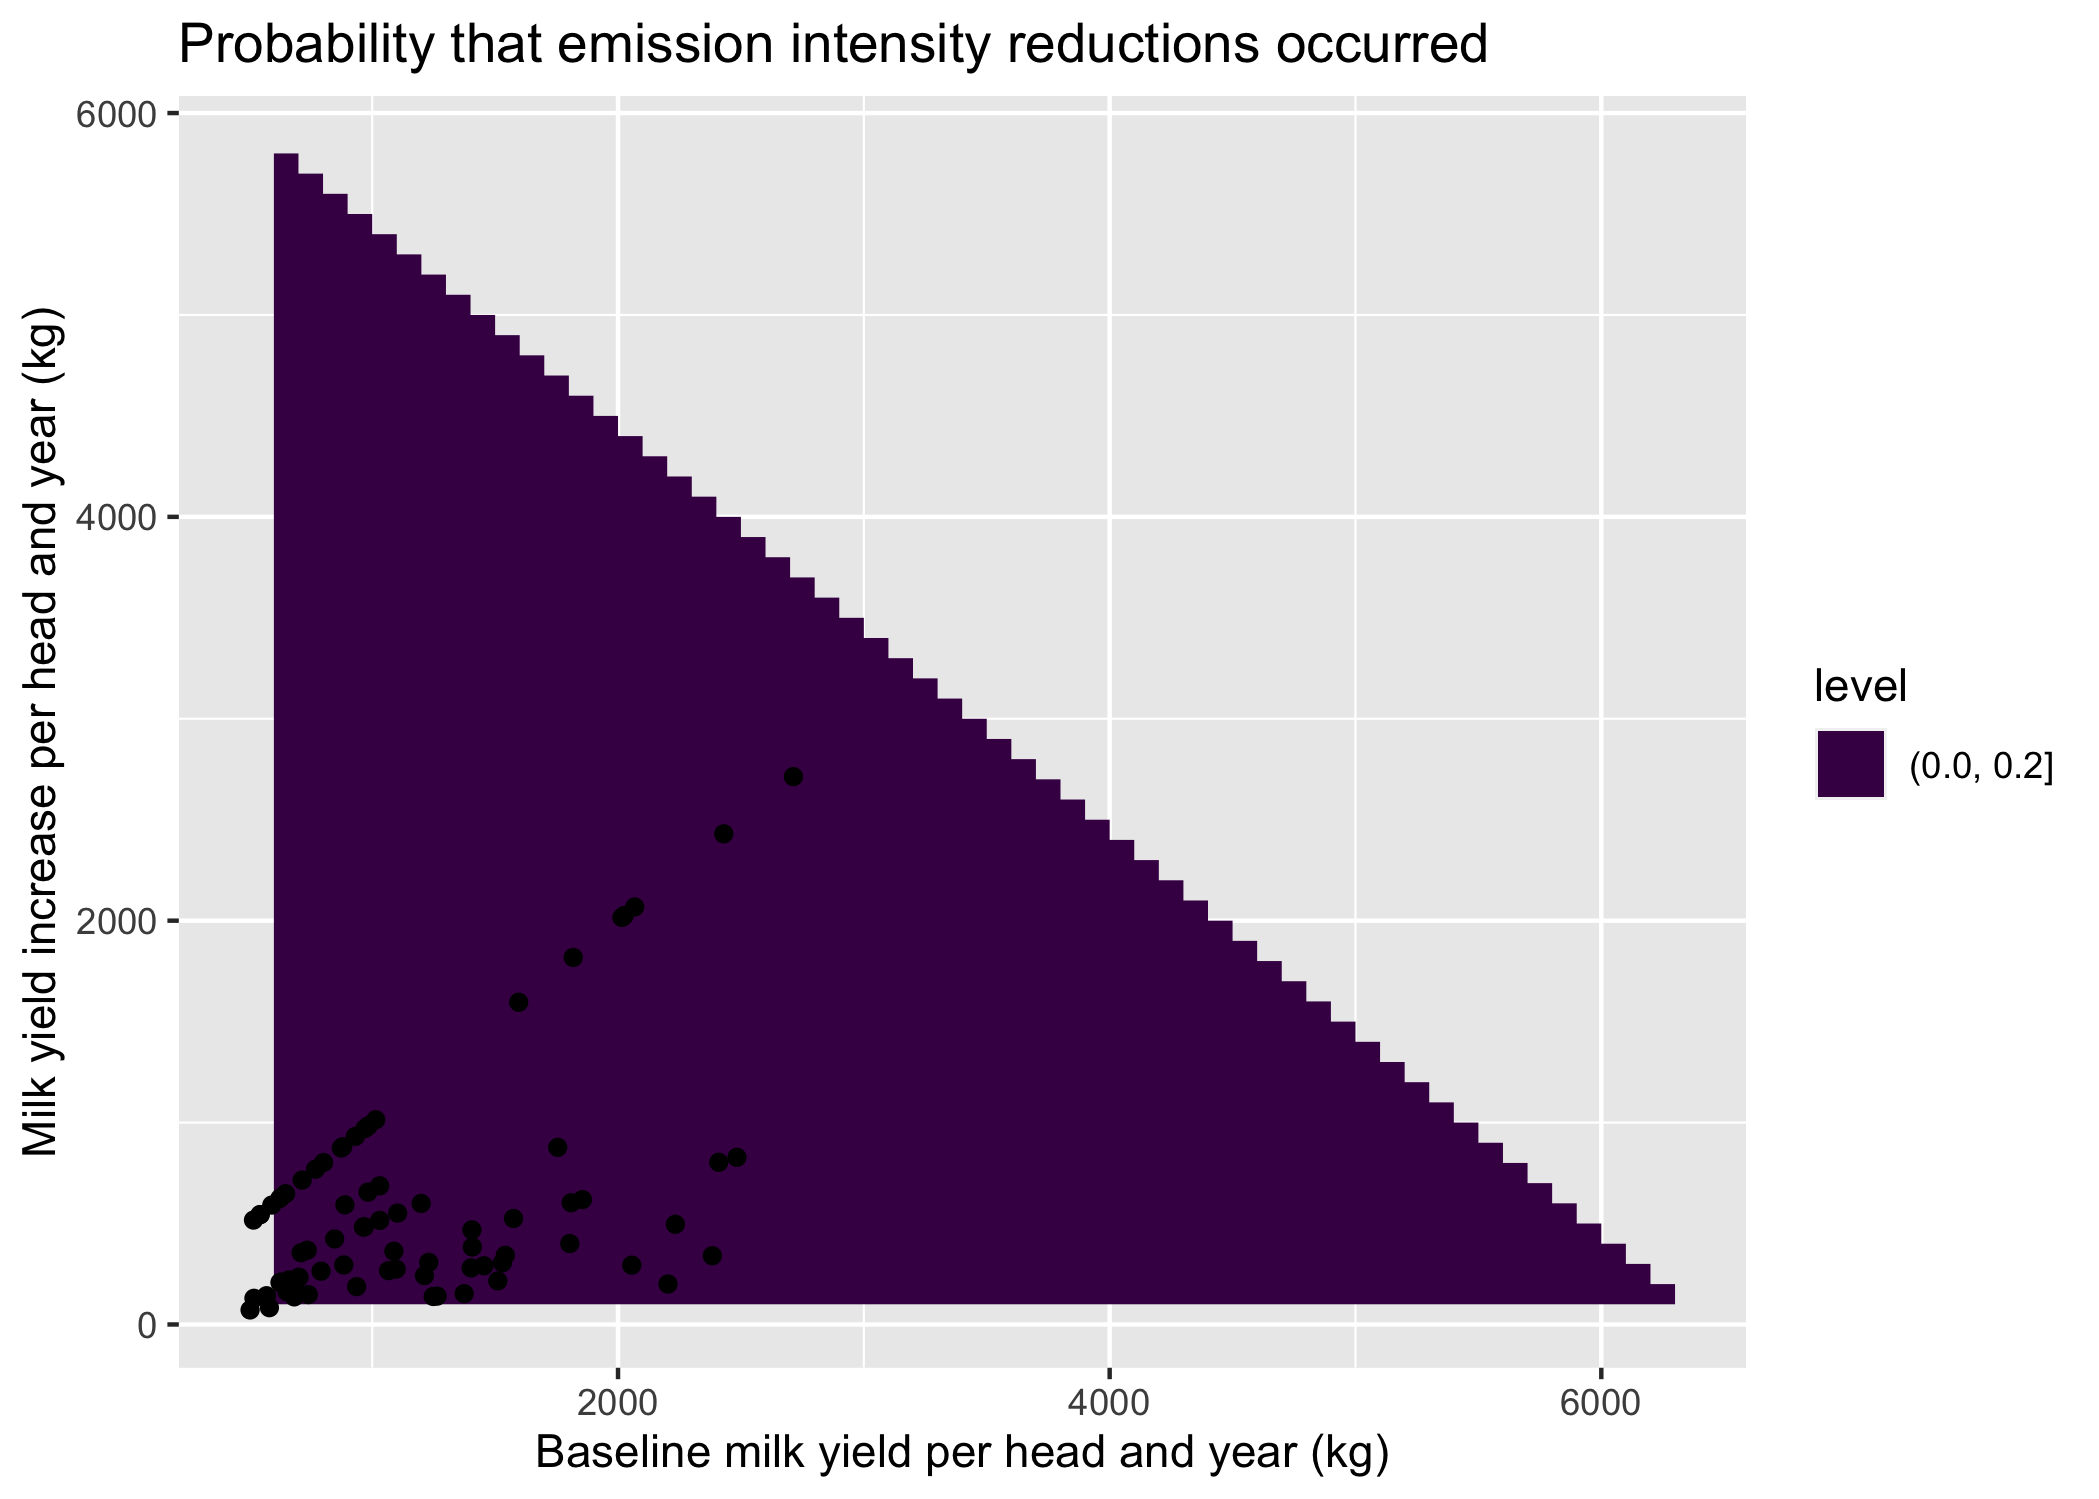 Probability that emission intensity reductions occurred
Milk yield increase per head and year (kg)
6000
4000
2000
0
2000
4000
6000
Baseline milk yield per head and year (kg)
level
(0.0, 0.2]